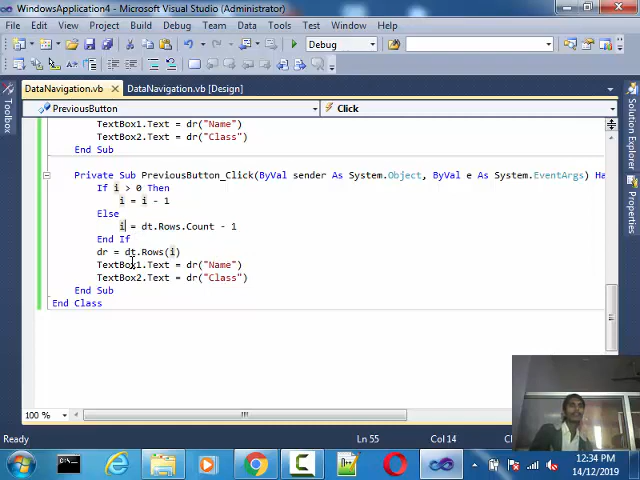 WindowsApplication4 - Microsoft Visual Studio (Administrator)
File Edit View Project Build Debug Team Data Tools Test Window Help
Debug
DataNavigation.vb DataNavigation.vb [Design]
PreviousButton Click
TextBox1.Text = dr("Name")
TextBox2.Text = dr("Class")
End Sub
Private Sub PreviousButton_Click(ByVal sender As System.Object, ByVal e As System.EventArgs) Ha
If i > 0 Then
i = i - 1
Else
i = dt.Rows.Count - 1
End If
dr = dt.Rows(i)
TextBox1.Text = dr("Name")
TextBox2.Text = dr("Class")
End Sub
End Class
100 %
Ready Ln 55 Col 14
Toolbox
Solution Explorer
Properties
12:34 PM
14/12/2019